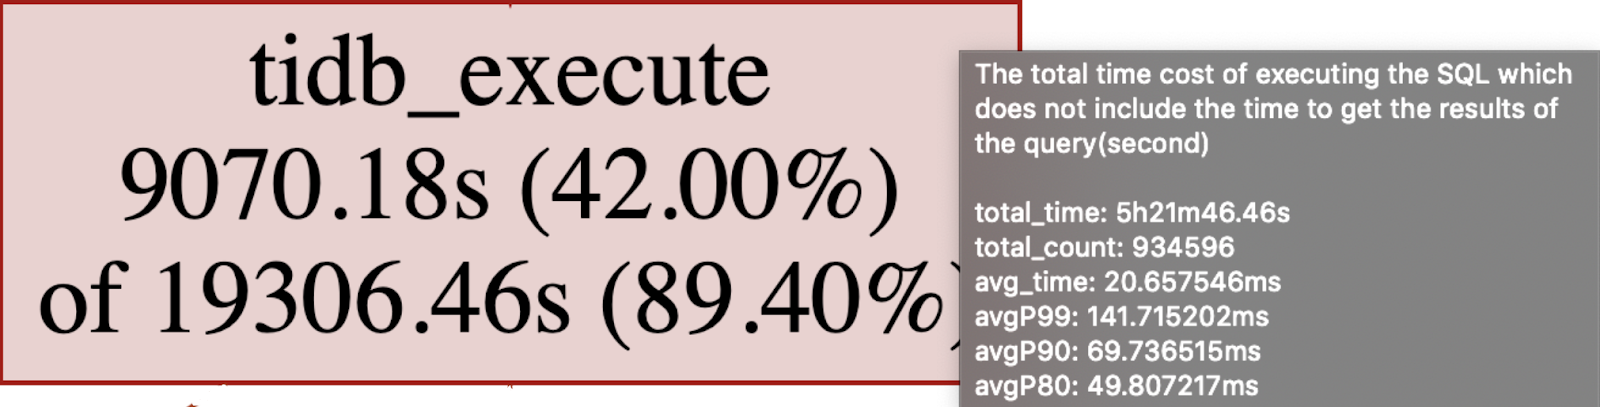 tidb_execute
9070.18s (42.00%)
of 19306.46s (89.40%)
The total time cost of executing the SQL which
does not include the time to get the results of
the query(second)
total_time: 5h21m46.46s
total_count: 934596
avg_time: 20.657546ms
avgP99: 141.715202ms
avgP90: 69.736515ms
avgP80: 49.807217ms